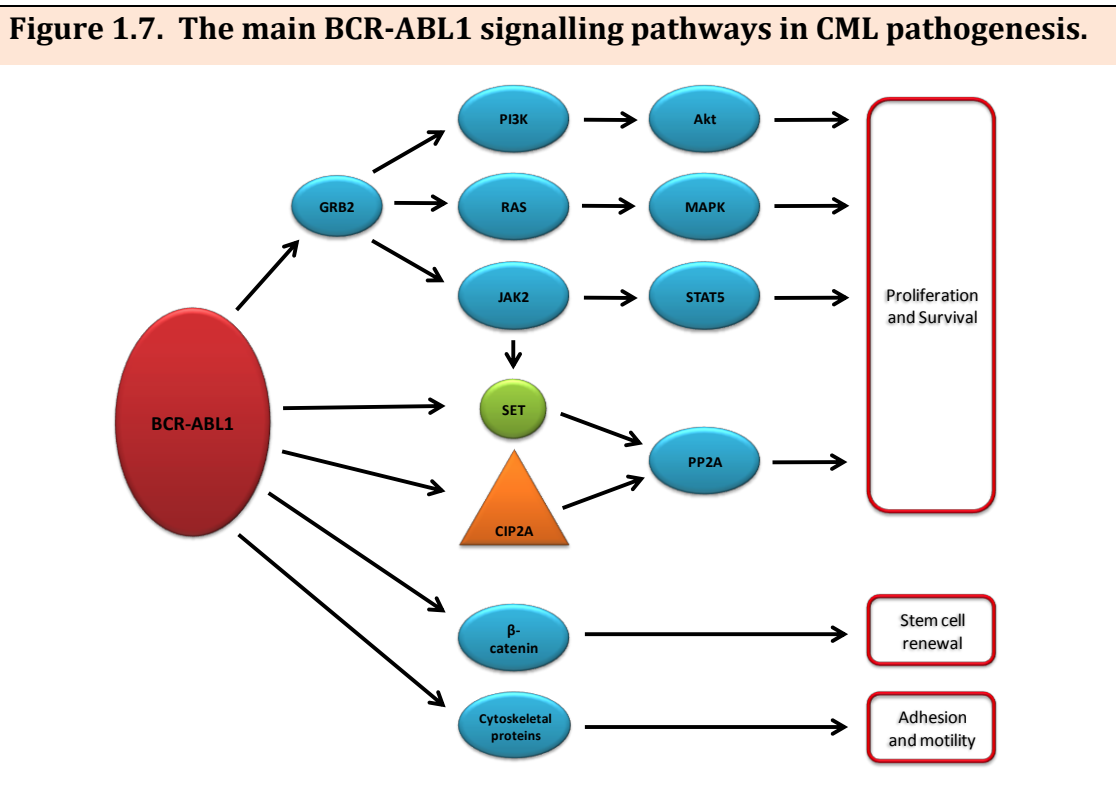 Figure 1.7.  The main BCR-ABL1 signalling pathways in CML pathogenesis.
PI3K
Akt
GRB2
RAS
MAPK
JAK2
STAT5
Proliferation
and Survival
BCR-ABL1
SET
PP2A
CIP2A
β-
catenin
Stem cell
renewal
Cytoskeletal
proteins
Adhesion
and motility